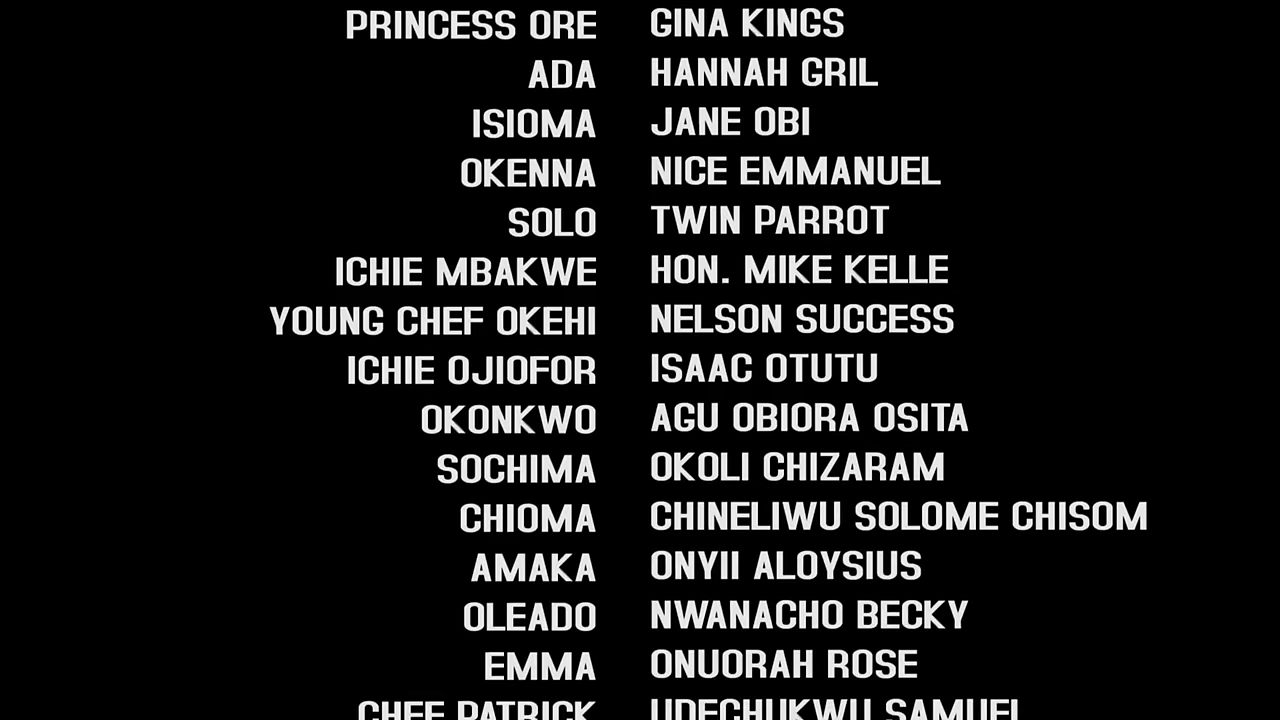 PRINCESS ORE GINA KINGS
ADA HANNAH GRIL
ISIOMA JANE OBI
OKENNA NICE EMMANUEL
SOLO TWIN PARROT
ICHIE MBAKWE HON. MIKE KELLE
YOUNG CHEF OKEHI NELSON SUCCESS
ICHIE OJIOFOR ISAAC OTUTU
OKONKWO AGU OBIORA OSITA
SOCHIMA OKOLI CHIZARAM
CHIOMA CHINELIWU SOLOME CHISOM
AMAKA ONYII ALOYSIUS
OLEADO NWANACHO BECKY
EMMA ONUORAH ROSE
CHEF PATRICK UDECHUKWU SAMUEL